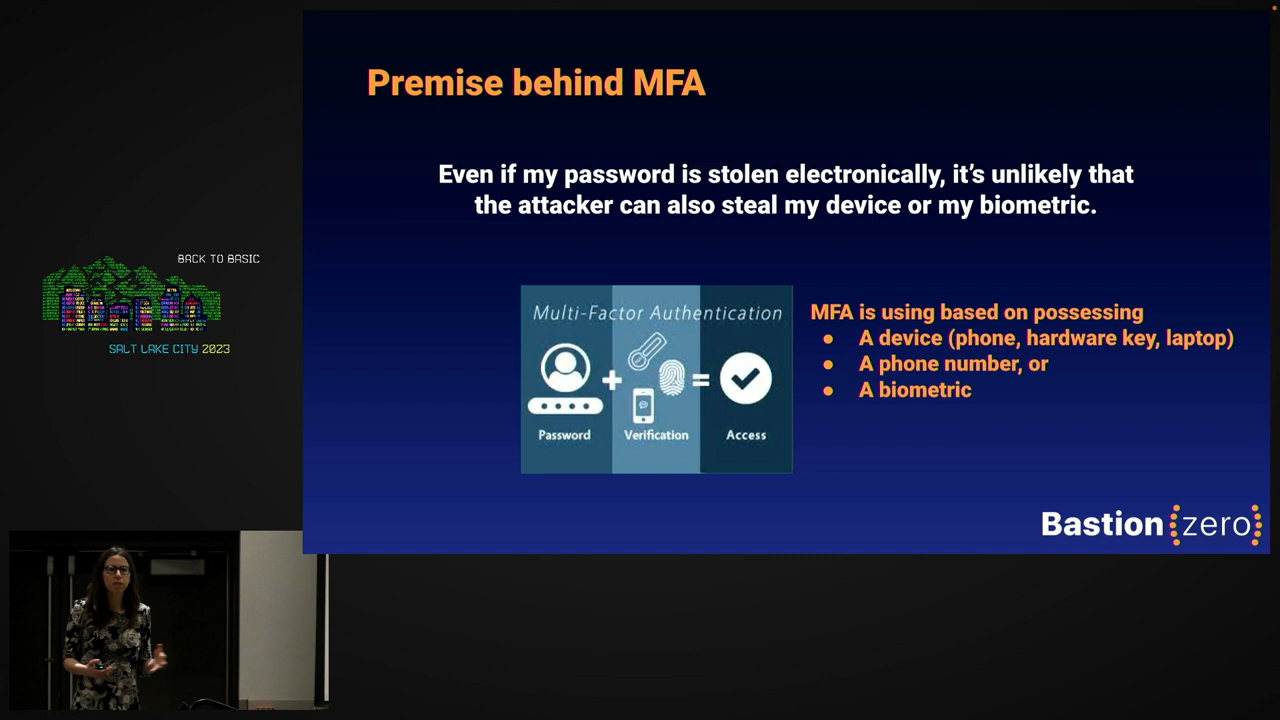 Premise behind MFA
Even if my password is stolen electronically, it’s unlikely that
the attacker can also steal my device or my biometric.
Multi-Factor Authentication
Password
Verification
Access
MFA is using based on possessing
● A device (phone, hardware key, laptop)
● A phone number, or
● A biometric
Bastion{zero}
BACK TO BASIC
SALT LAKE CITY 2023